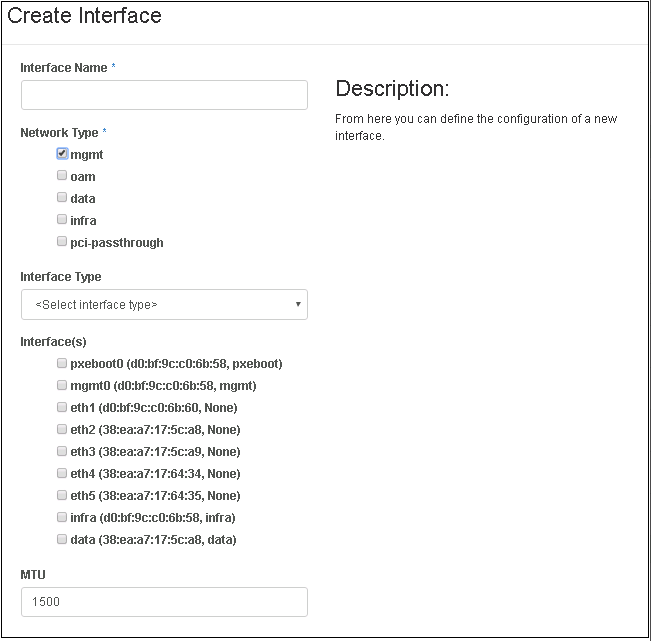 Create Interface
Interface Name *
Description:
From here you can define the configuration of a new
interface.
Network Type *
mgmt
oam
data
infra
pci-passthrough
Interface Type
<Select interface type>
Interface(s)
pxeboot0 (d0:bf:9c:c0:6b:58, pxeboot)
mgmt0 (d0:bf:9c:c0:6b:58, mgmt)
eth1 (d0:bf:9c:c0:6b:60, None)
eth2 (38:ea:a7:17:5c:a8, None)
eth3 (38:ea:a7:17:5c:a9, None)
eth4 (38:ea:a7:17:64:34, None)
eth5 (38:ea:a7:17:64:35, None)
infra (d0:bf:9c:c0:6b:58, infra)
data (38:ea:a7:17:5c:a8, data)
MTU
1500